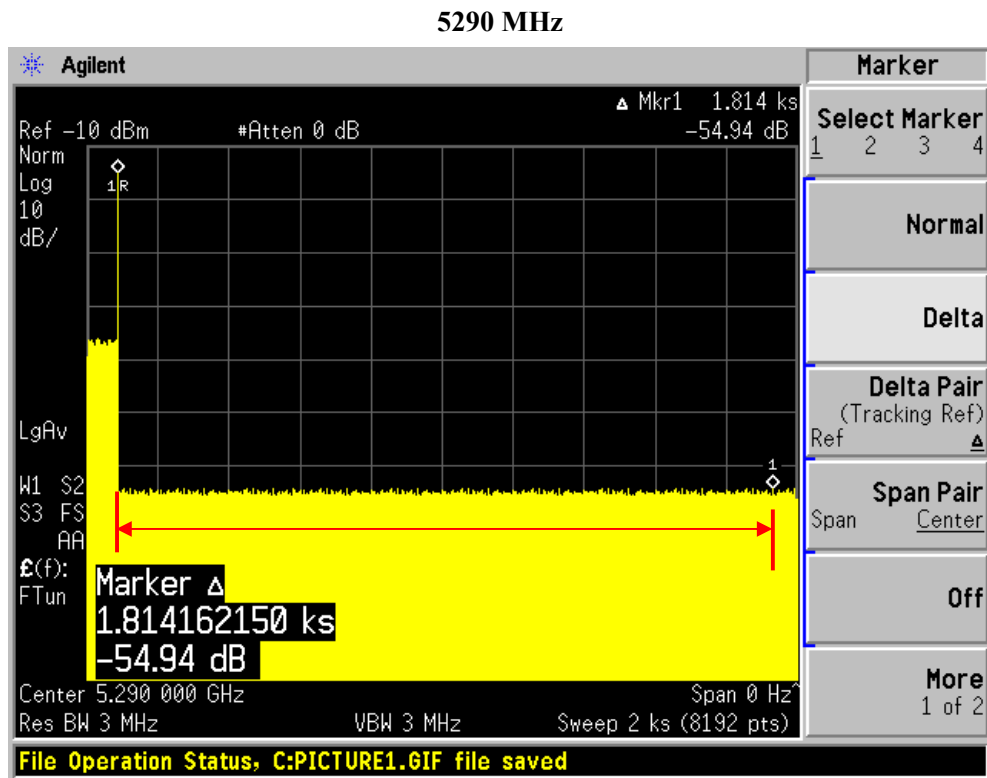 5290 MHz
Agilent
Marker
Δ Mkr1 1.814 ks
Ref -10 dBm #Atten 0 dB -54.94 dB
Norm
Log
10
dB/
1R
LgAv
1
W1 S2
S3 FS
AA
£(f):
FTun
Marker Δ
1.814162150 ks
-54.94 dB
Center 5.290 000 GHz Span 0 Hz^
Res BW 3 MHz VBW 3 MHz Sweep 2 ks (8192 pts)
File Operation Status, C:PICTURE1.GIF file saved
Select Marker
1 2 3 4
Normal
Delta
Delta Pair
(Tracking Ref)
Ref Δ
Span Pair
Span Center
Off
More
1 of 2